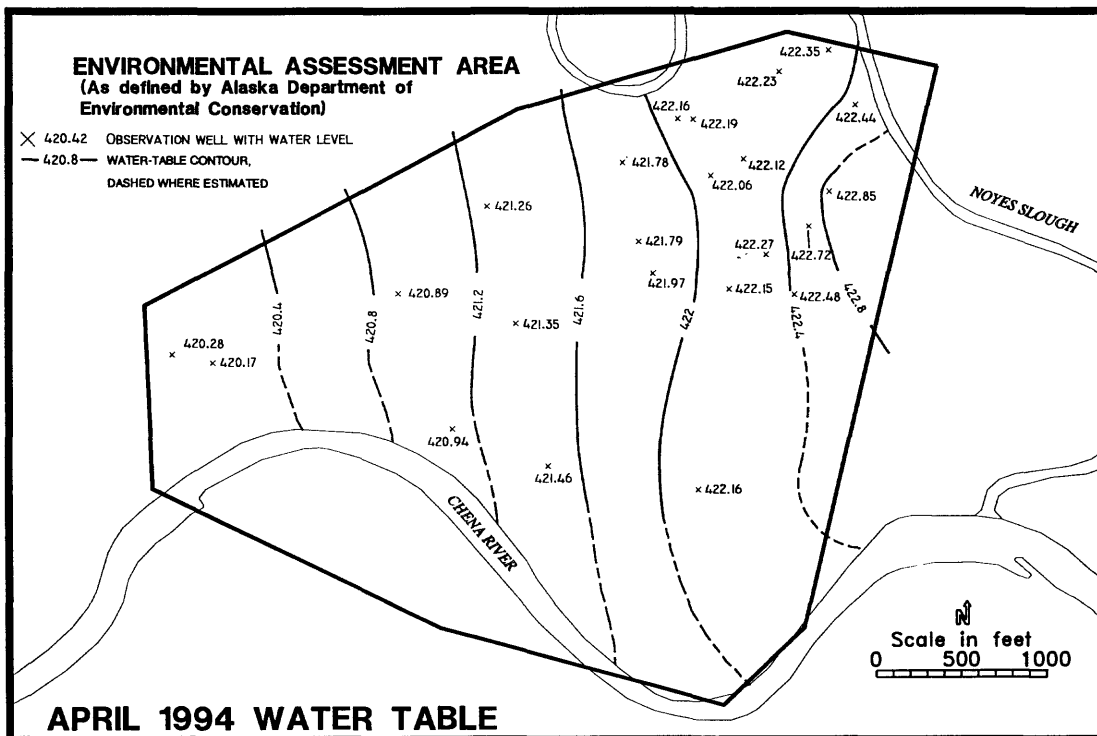 ENVIRONMENTAL ASSESSMENT AREA
(As defined by Alaska Department of
Environmental Conservation)
420.42 OBSERVATION WELL WITH WATER LEVEL
420.8 WATER-TABLE CONTOUR,
DASHED WHERE ESTIMATED
422.35
422.23
422.44
422.16
422.19
421.78
422.12
422.06
422.85
421.26
NOYES SLOUGH
421.79
422.27
422.72
421.97
422.15
422.48
422.8
420.89
421.2
421.6
422
422.4
420.4
420.8
421.35
420.28
420.17
420.94
421.46
422.16
CHENA RIVER
N
Scale in feet
0 500 1000
APRIL 1994 WATER TABLE